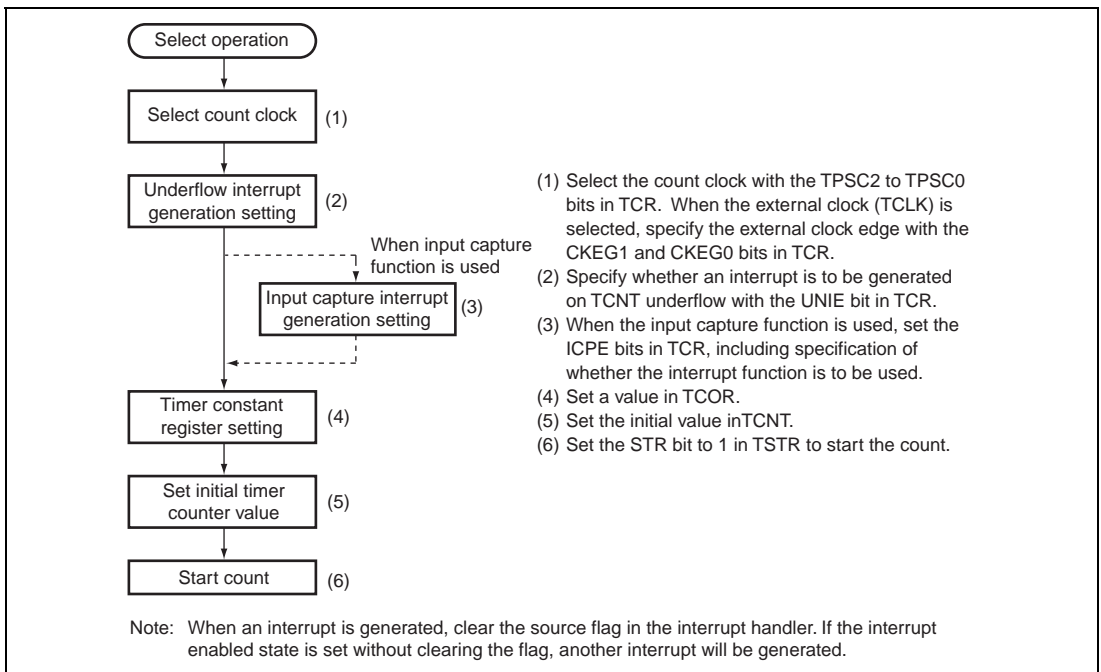 Select operation
Select count clock
(1)
Underflow interrupt
generation setting
(2)
When input capture
function is used
Input capture interrupt
generation setting
(3)
Timer constant
register setting
(4)
Set initial timer
counter value
(5)
Start count
(6)
(1) Select the count clock with the TPSC2 to TPSC0
bits in TCR. When the external clock (TCLK) is
selected, specify the external clock edge with the
CKEG1 and CKEG0 bits in TCR.
(2) Specify whether an interrupt is to be generated
on TCNT underflow with the UNIE bit in TCR.
(3) When the input capture function is used, set the
ICPE bits in TCR, including specification of
whether the interrupt function is to be used.
(4) Set a value in TCOR.
(5) Set the initial value inTCNT.
(6) Set the STR bit to 1 in TSTR to start the count.
Note: When an interrupt is generated, clear the source flag in the interrupt handler. If the interrupt
enabled state is set without clearing the flag, another interrupt will be generated.